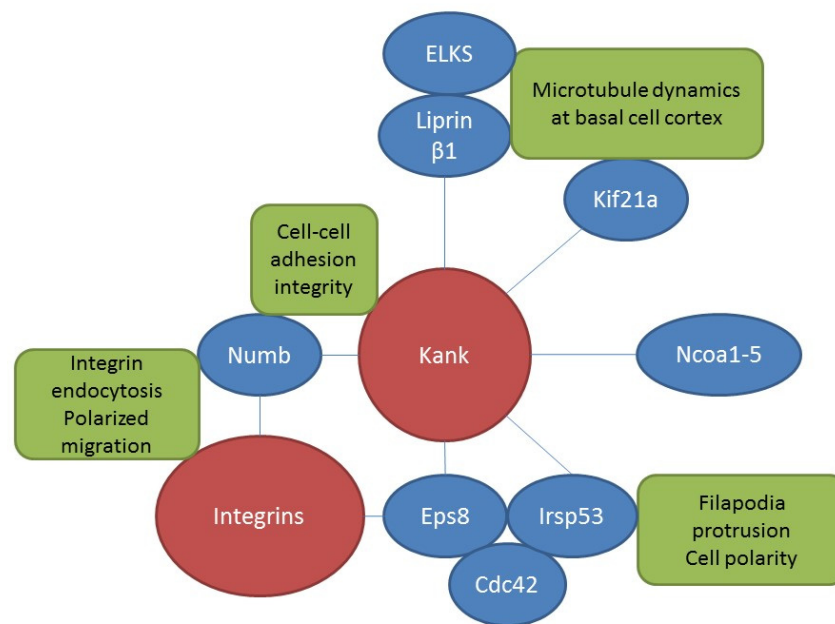 ELKS
Microtubule dynamics
at basal cell cortex
Liprin
β1
Kif21a
Cell-cell
adhesion
integrity
Numb
Kank
Ncoa1-5
Integrin
endocytosis
Polarized
migration
Integrins
Eps8
Irsp53
Filapodia
protrusion
Cell polarity
Cdc42